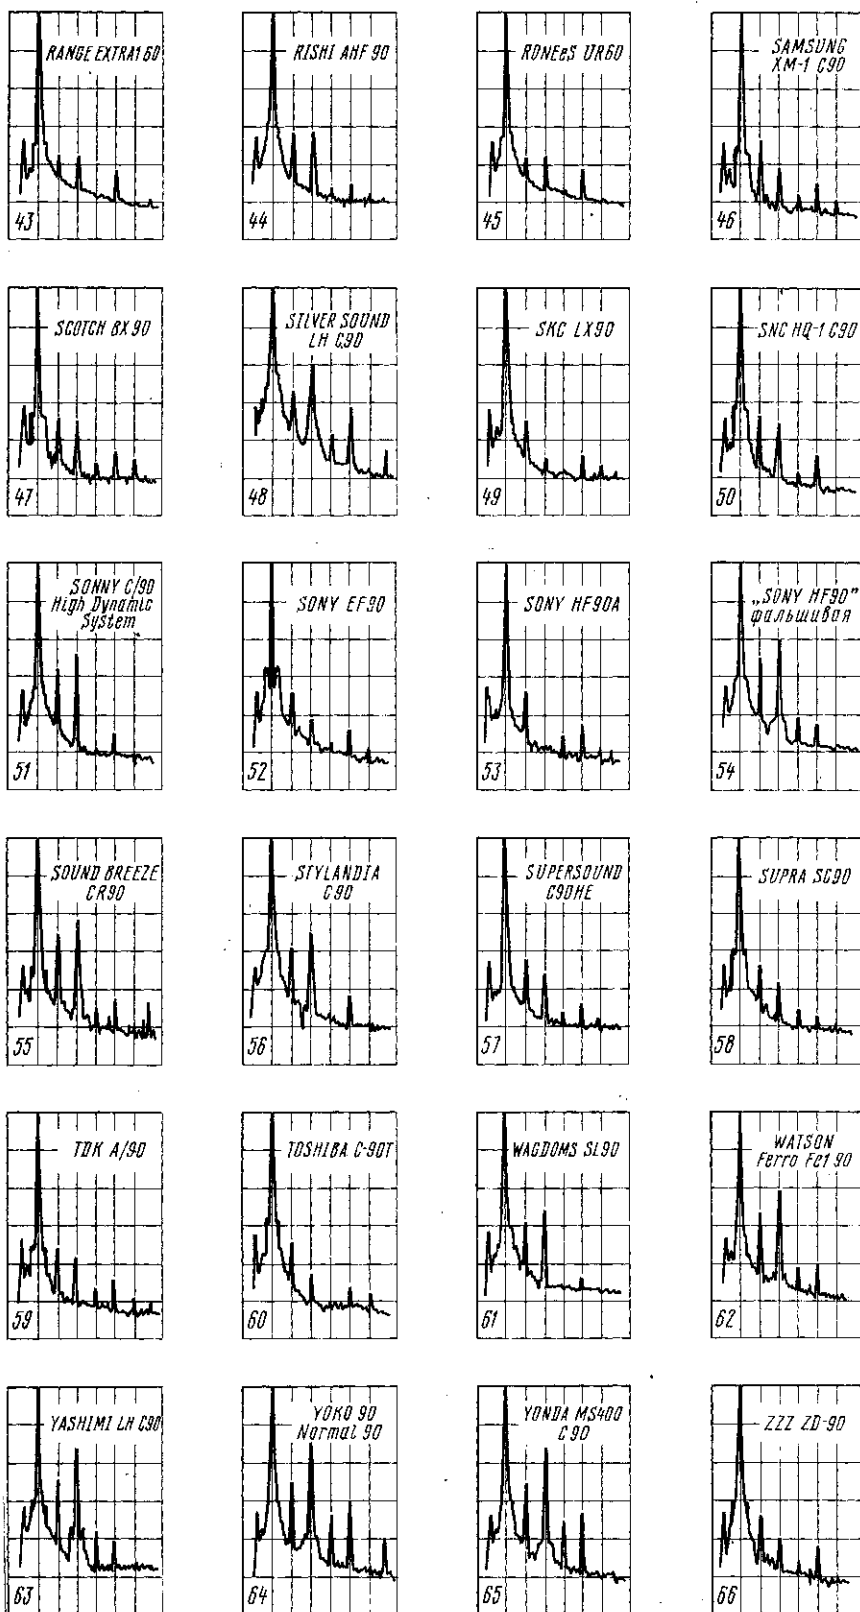 RANGE EXTRA1 60
43
RISHI AHF 90
44
RONEeS UR60
45
SAMSUNG
XM-1 C90
46
SCOTCH BX 90
47
SILVER SOUND
LH C90
48
SKC LX90
49
SNC HQ-1 C90
50
SONNY C/90
High Dynamic
System
51
SONY EF90
52
SONY HF90A
53
„SONY HF90”
фальшивая
54
SOUND BREEZE
CR90
55
STYLANDIA
C90
56
SUPERSOUND
C90HE
57
SUPRA SG90
58
TDK A/90
59
TOSHIBA C-90T
60
WAGDOMS SL90
61
WATSON
Ferro Fe1 90
62
YASHIMI LH C90
63
YOKO 90
Normal 90
64
YONDA MS400
C90
65
ZZZ ZD-90
66